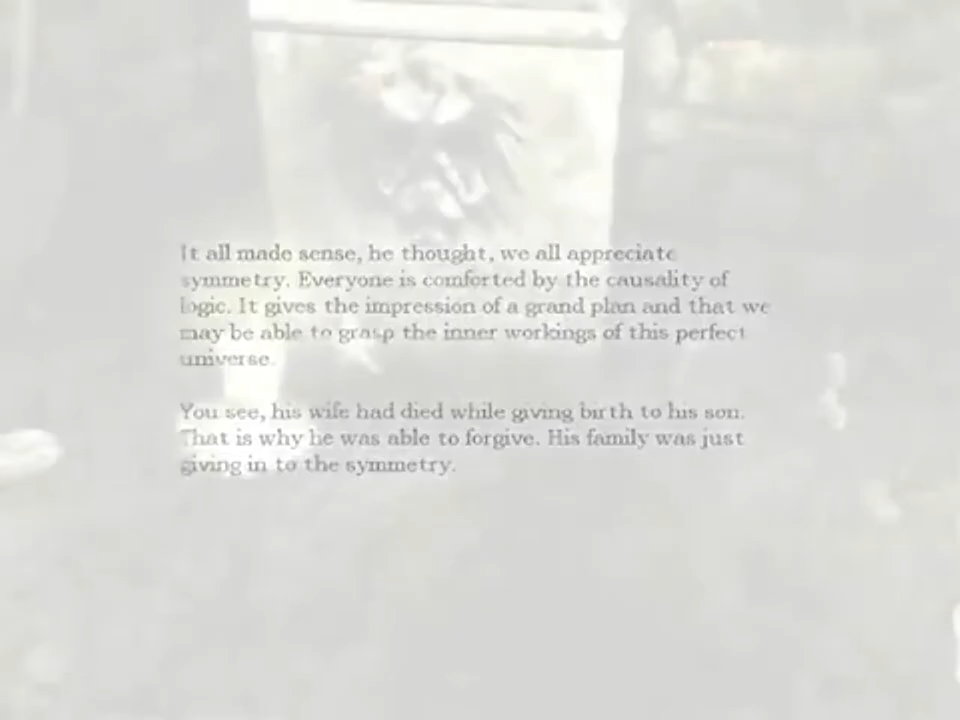 It all made sense, he thought, we all appreciate
symmetry. Everyone is comforted by the causality of
logic. It gives the impression of a grand plan and that we
may be able to grasp the inner workings of this perfect
universe.
You see, his wife had died while giving birth to his son.
That is why he was able to forgive. His family was just
giving in to the symmetry.